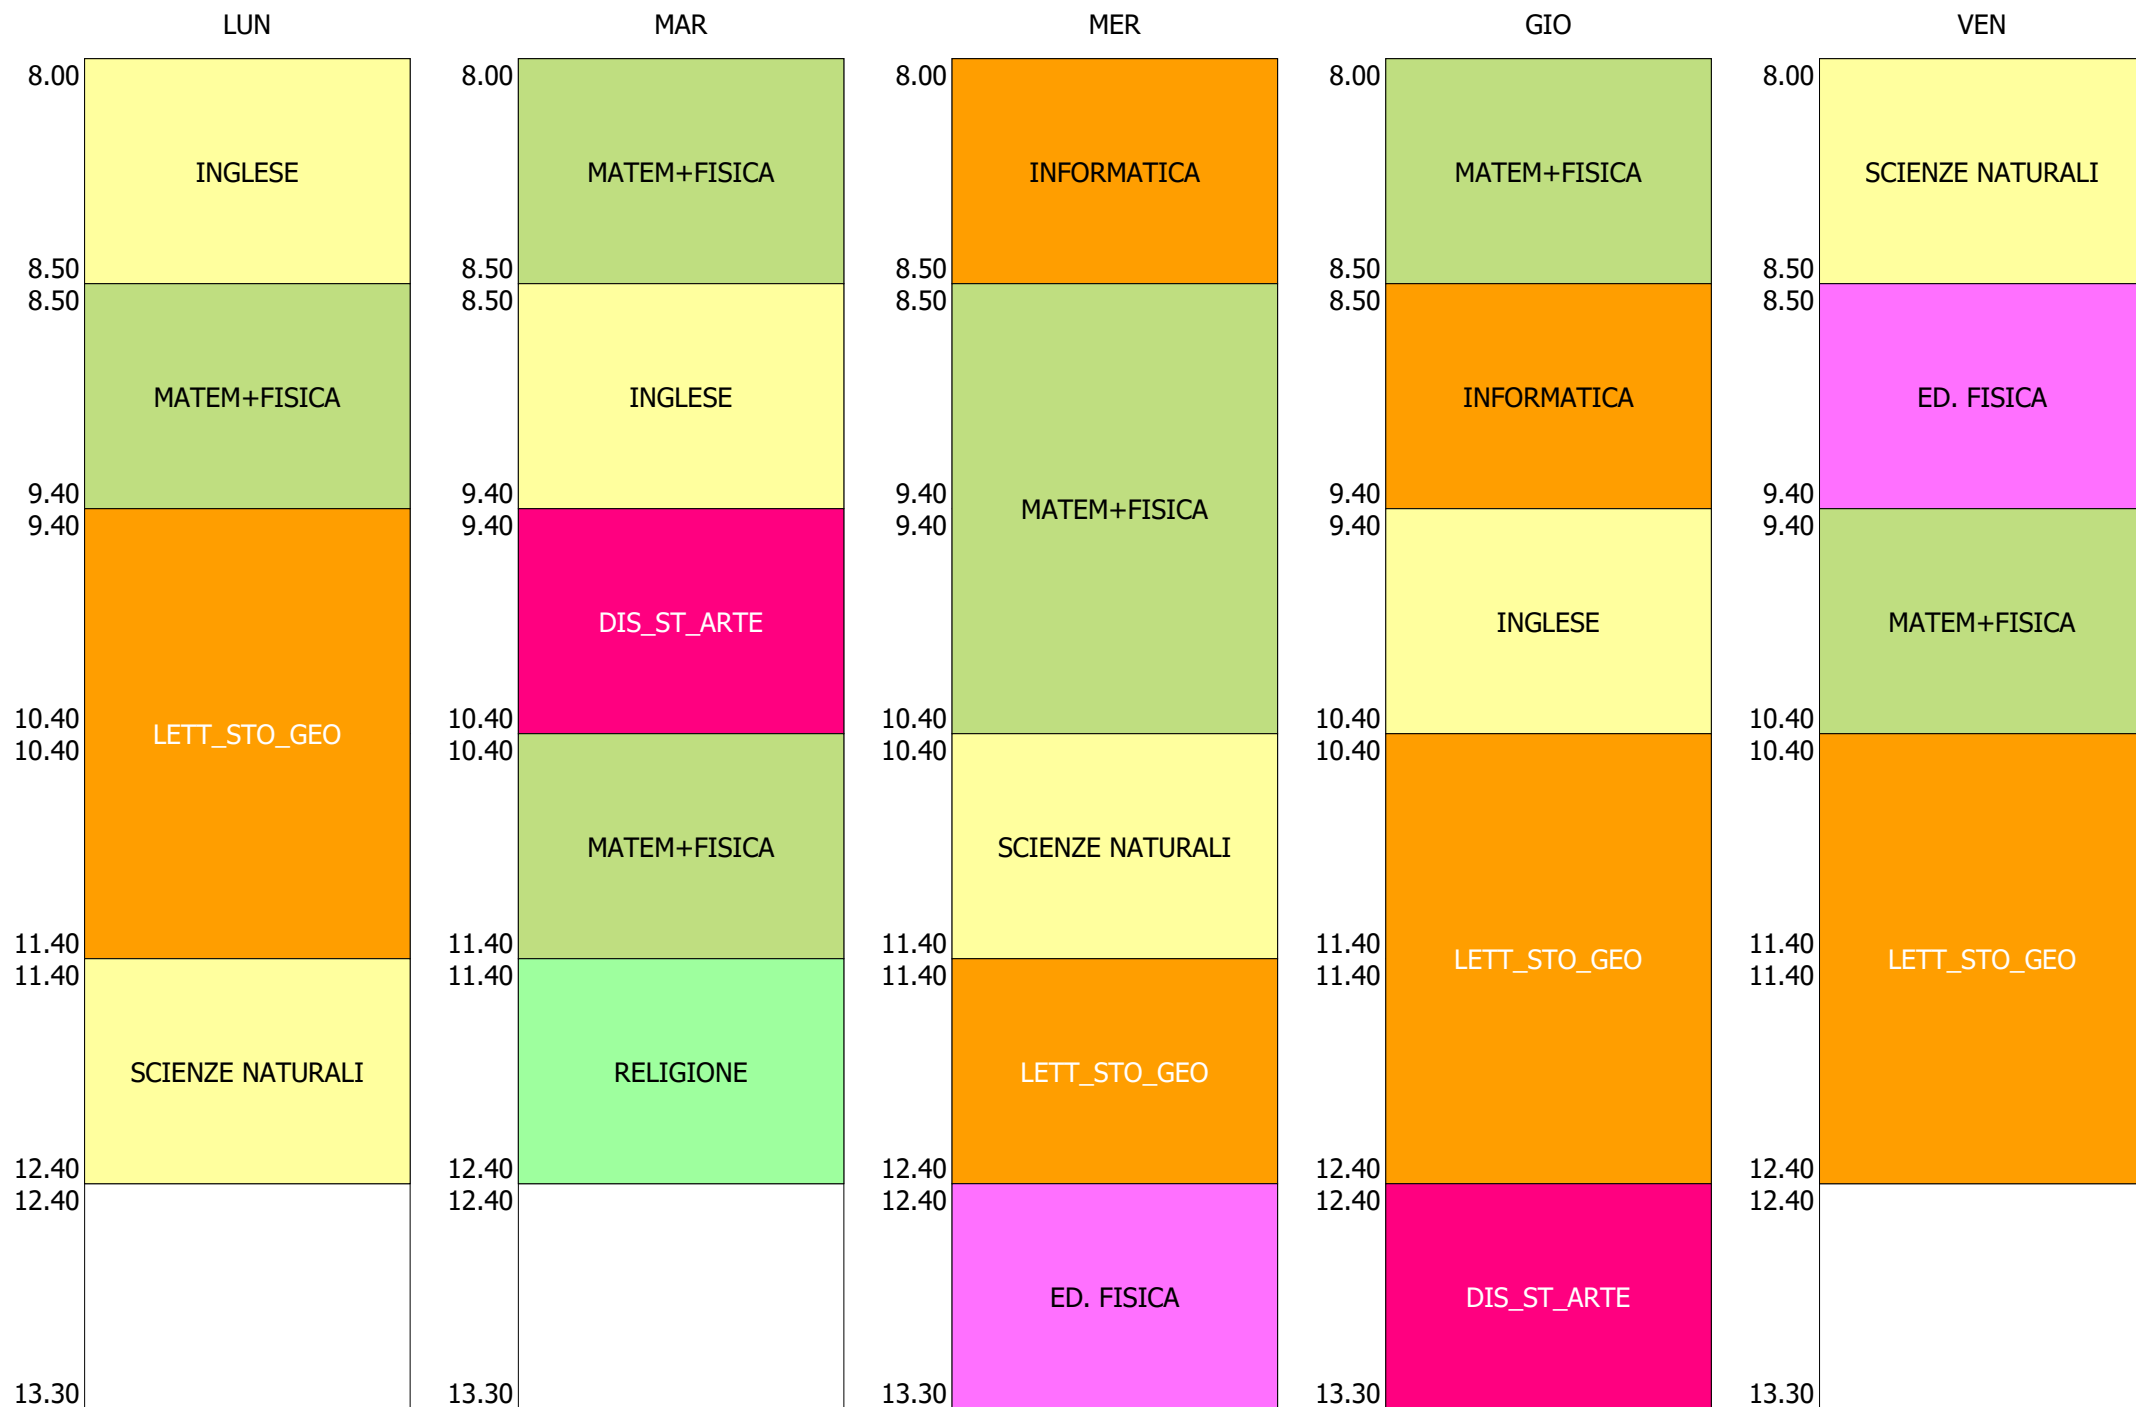 LUN
8.00
INGLESE
8.50
8.50
MATEM+FISICA
9.40
9.40
LETT_STO_GEO
10.40
10.40
11.40
11.40
SCIENZE NATURALI
12.40
12.40
13.30
MAR
8.00
MATEM+FISICA
8.50
8.50
INGLESE
9.40
9.40
DIS_ST_ARTE
10.40
10.40
MATEM+FISICA
11.40
11.40
RELIGIONE
12.40
12.40
13.30
MER
8.00
INFORMATICA
8.50
8.50
MATEM+FISICA
9.40
9.40
10.40
10.40
SCIENZE NATURALI
11.40
11.40
LETT_STO_GEO
12.40
12.40
ED. FISICA
13.30
GIO
8.00
MATEM+FISICA
8.50
8.50
INFORMATICA
9.40
9.40
INGLESE
10.40
10.40
LETT_STO_GEO
11.40
11.40
12.40
12.40
DIS_ST_ARTE
13.30
VEN
8.00
SCIENZE NATURALI
8.50
8.50
ED. FISICA
9.40
9.40
MATEM+FISICA
10.40
10.40
LETT_STO_GEO
11.40
11.40
12.40
12.40
13.30